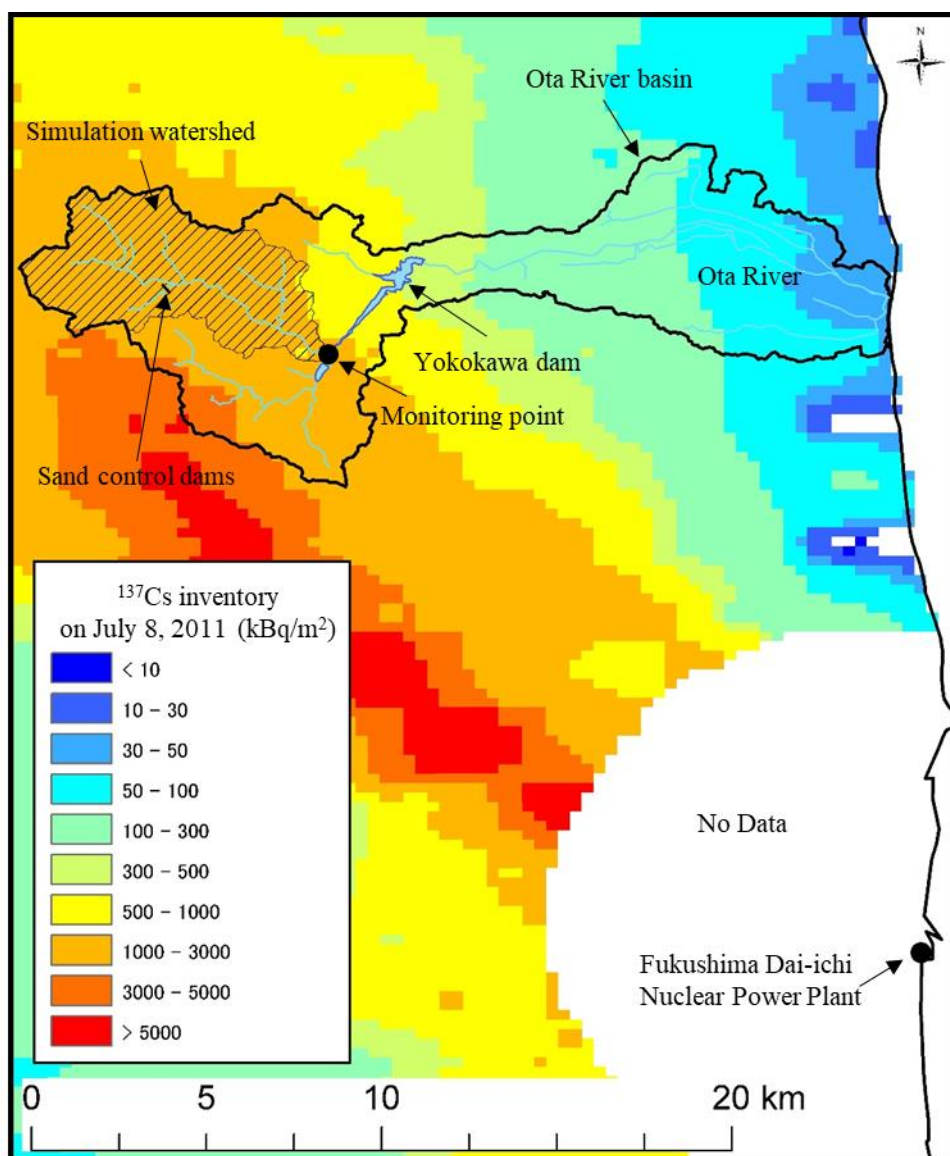 N
Ota River basin
Simulation watershed
Ota River
Yokokawa dam
Monitoring point
Sand control dams
¹³⁷Cs inventory
on July 8, 2011 (kBq/m²)
< 10
10 − 30
30 − 50
50 − 100
100 − 300
300 − 500
500 − 1000
1000 − 3000
3000 − 5000
> 5000
No Data
Fukushima Dai-ichi
Nuclear Power Plant
0 5 10 20 km